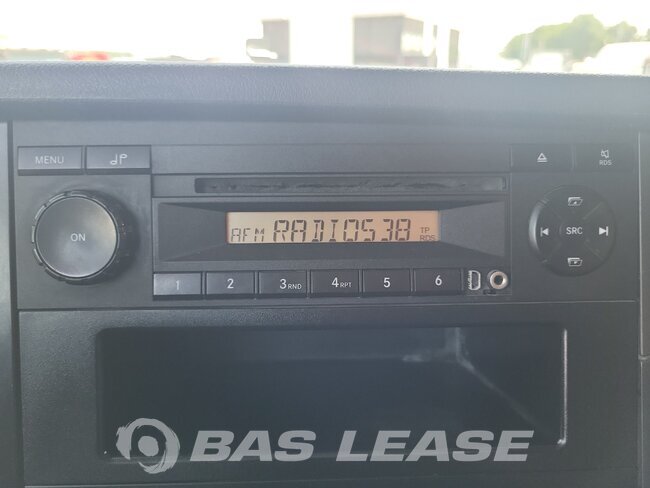 MENU
RDS
ON
AFM RADIO538 TP RDS
SRC
1 2 3RND 4RPT 5 6
BAS LEASE